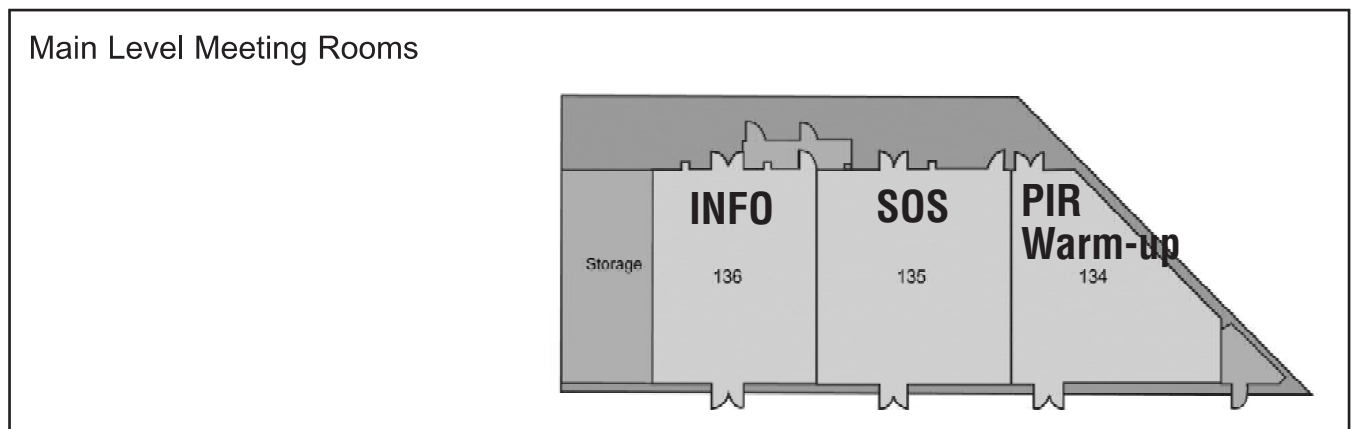 Main Level Meeting Rooms
INFO
SOS
PIR
Warm-up
Storage
136
135
134